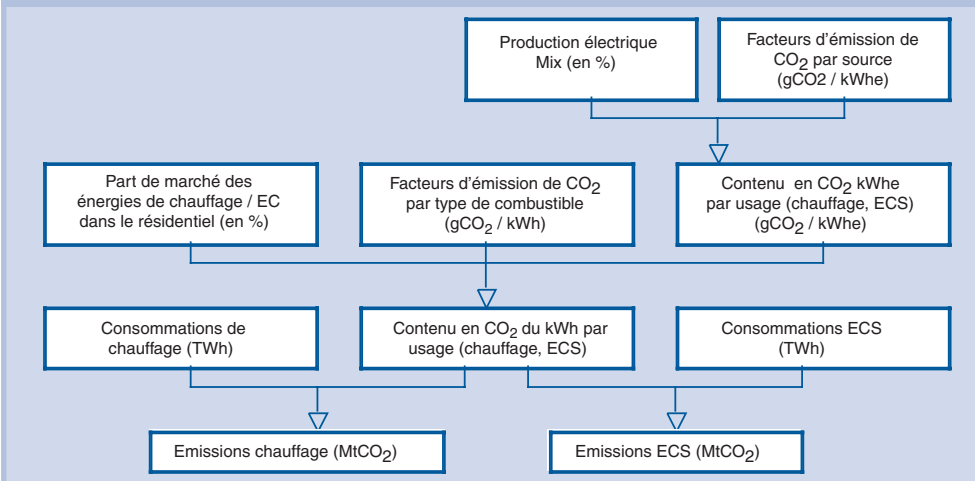 Production électrique
Mix (en %)
Facteurs d'émission de
CO2 par source
(gCO2 / kWhe)
Part de marché des
énergies de chauffage / EC
dans le résidentiel (en %)
Facteurs d'émission de CO2
par type de combustible
(gCO2 / kWh)
Contenu en CO2 kWhe
par usage (chauffage, ECS)
(gCO2 / kWhe)
Consommations de
chauffage (TWh)
Contenu en CO2 du kWh par
usage (chauffage, ECS)
Consommations ECS
(TWh)
Emissions chauffage (MtCO2)
Emissions ECS (MtCO2)